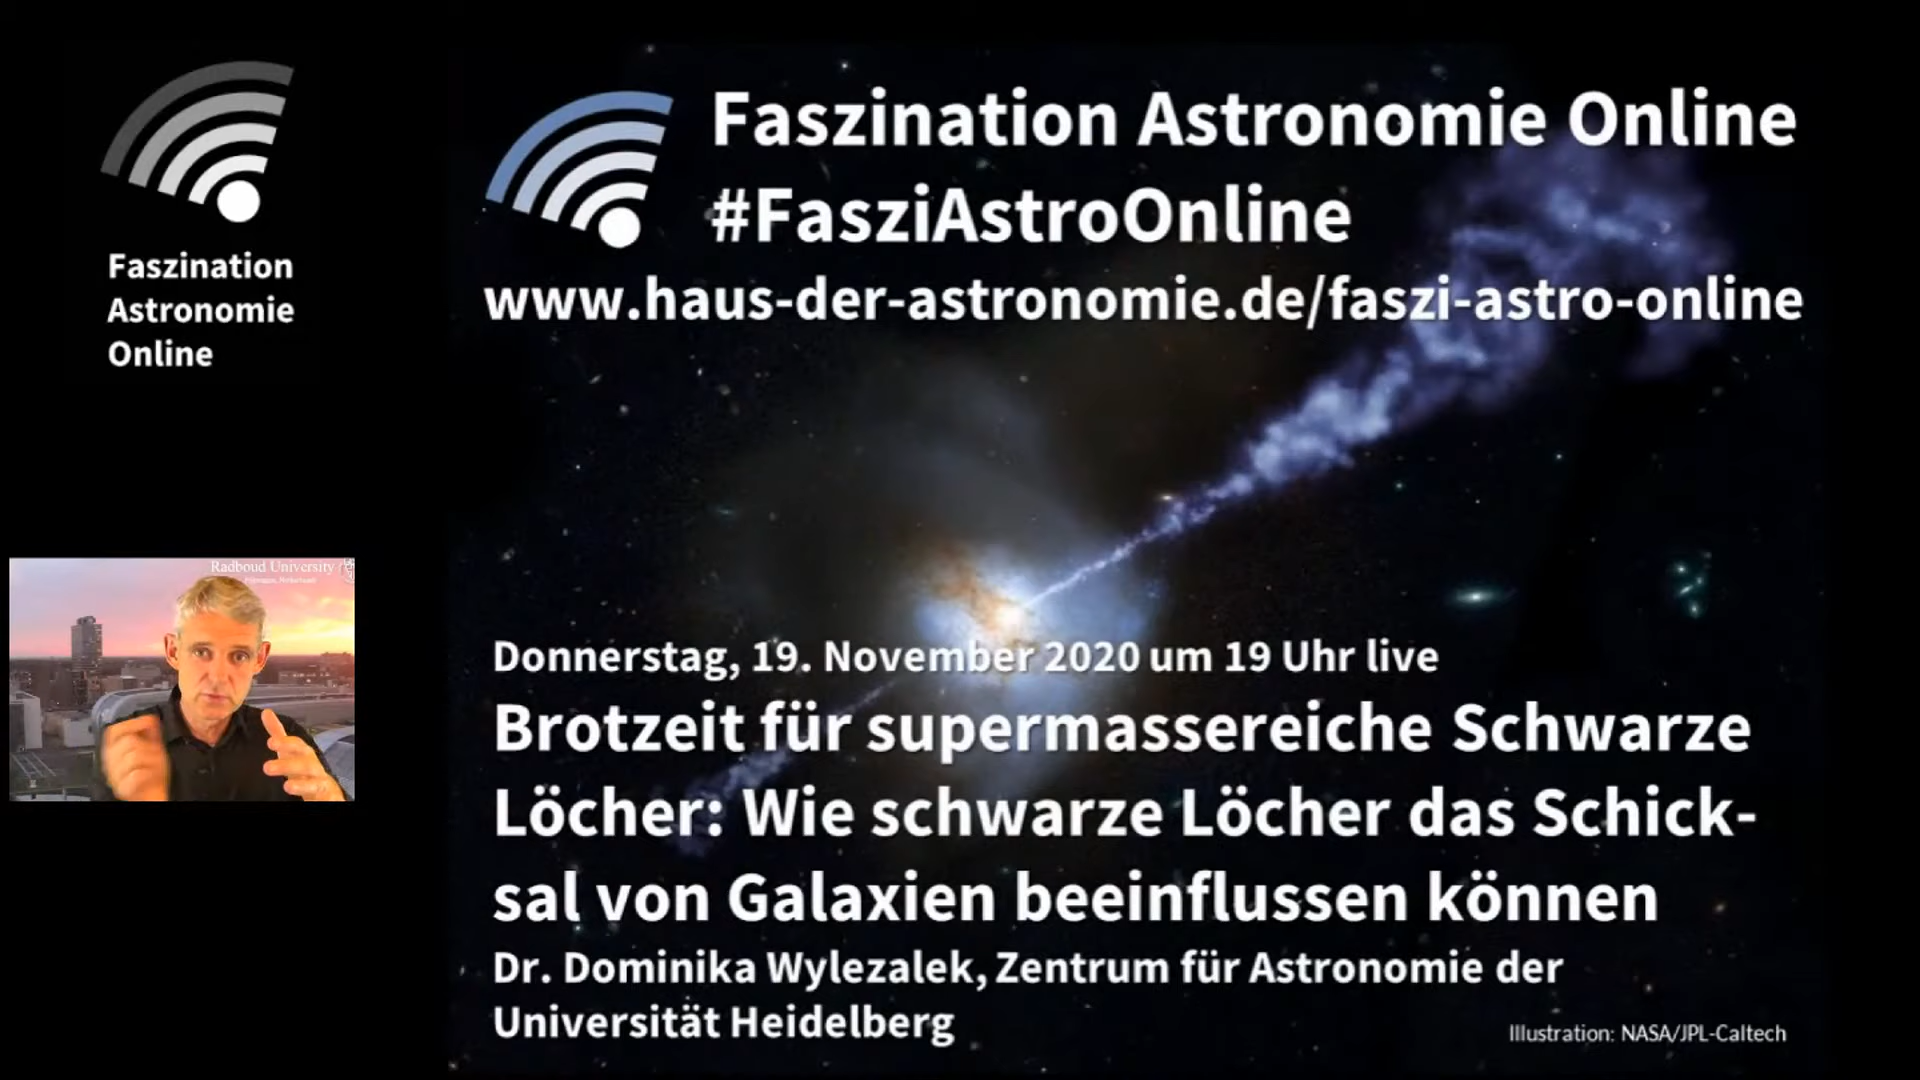 Faszination
Astronomie
Online
Faszination Astronomie Online
#FasziAstroOnline
www.haus-der-astronomie.de/faszi-astro-online
Radboud University
Nijmegen, Netherlands
Donnerstag, 19. November 2020 um 19 Uhr live
Brotzeit für supermassereiche Schwarze
Löcher: Wie schwarze Löcher das Schick-
sal von Galaxien beeinflussen können
Dr. Dominika Wylezalek, Zentrum für Astronomie der
Universität Heidelberg
Illustration: NASA/JPL-Caltech